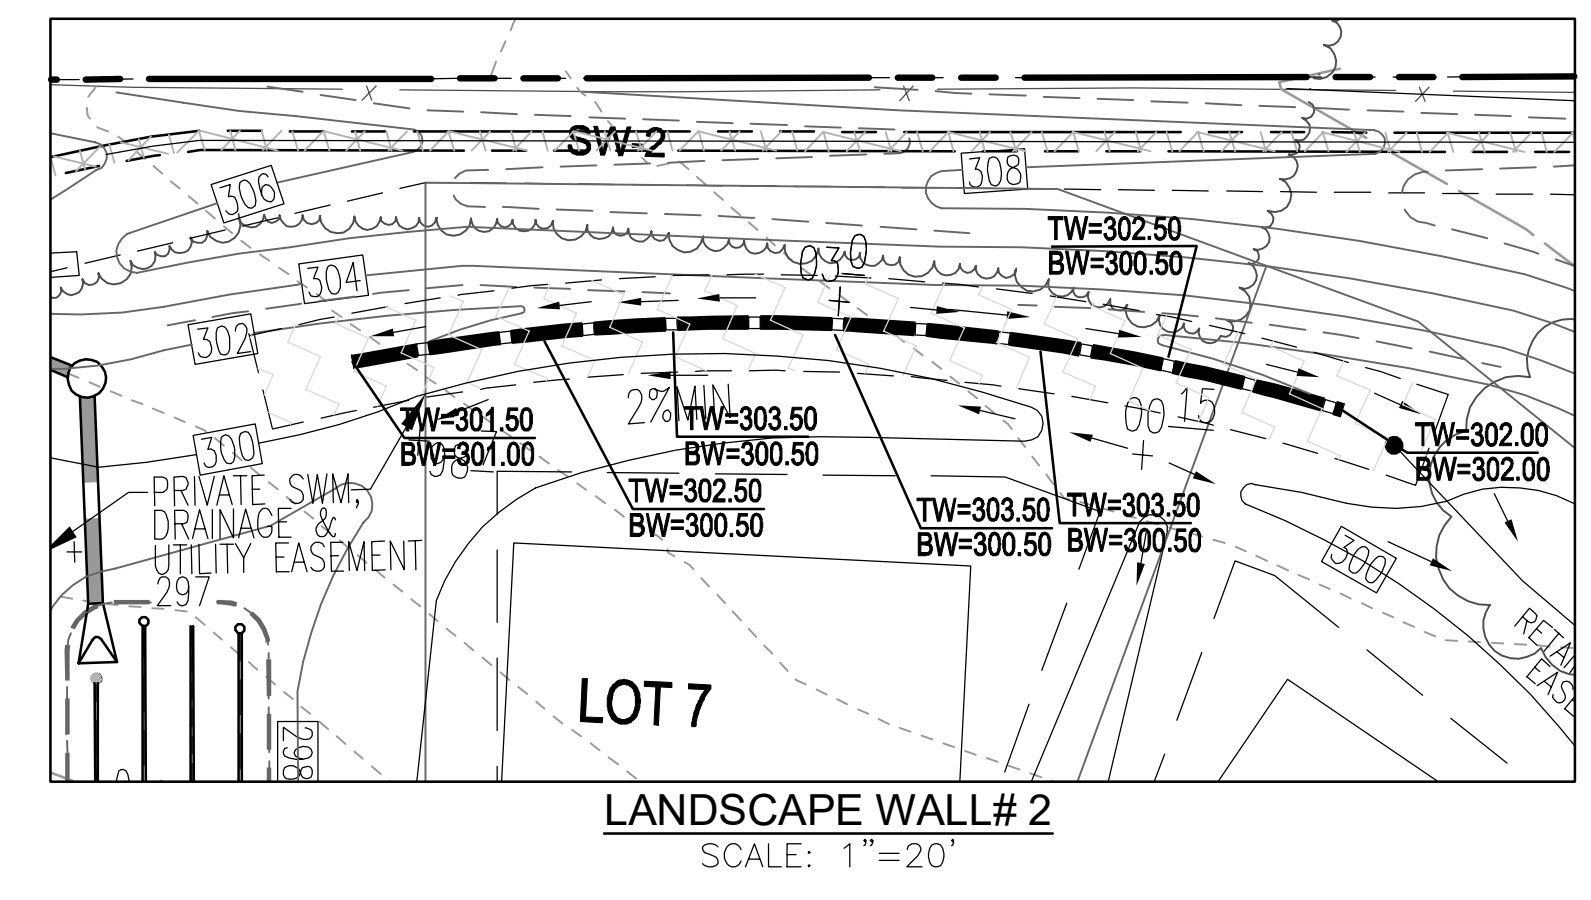 SW-2
308
306
TW=302.50
BW=300.50
304
302
2%MIN
TW=301.50
BW=301.00
TW=303.50
BW=300.50
00 15
TW=302.00
BW=302.00
300
PRIVATE SWM,
DRAINAGE &
UTILITY EASEMENT
297
TW=302.50
BW=300.50
TW=303.50
BW=300.50
TW=303.50
BW=300.50
300
LOT 7
298
LANDSCAPE WALL# 2
SCALE: 1"=20'